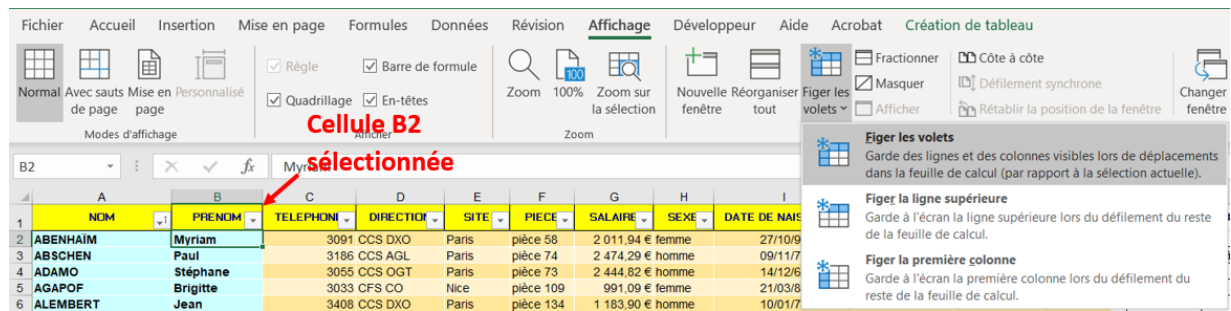 Fichier Accueil Insertion Mise en page Formules Données Révision Affichage Développeur Aide Acrobat Création de tableau
Normal Avec sauts de page Mise en page Personnalisé
Modes d'affichage
Règle Barre de formule
Quadrillage En-têtes
Afficher
Zoom 100% Zoom sur la sélection
Zoom
Nouvelle fenêtre Réorganiser tout Figer les volets
Fractionner
Masquer
Afficher
Côte à côte
Défilement synchrone
Rétablir la position de la fenêtre
Changer fenêtre
Cellule B2
sélectionnée
Figer les volets
Garde des lignes et des colonnes visibles lors de déplacements
dans la feuille de calcul (par rapport à la sélection actuelle).
Figer la ligne supérieure
Garde à l'écran la ligne supérieure lors du défilement du reste
de la feuille de calcul.
Figer la première colonne
Garde à l'écran la première colonne lors du défilement du
reste de la feuille de calcul.
B2 fx Myriam
A B C D E F G H I
1 NOM PRENOM TELEPHON DIRECTIO SITE PIECE SALAIRE SEXE DATE DE NAIS
2 ABENHAÏM Myriam 3091 CCS DXO Paris pièce 58 2 011,94 € femme 27/10/9
3 ABSCHEN Paul 3186 CCS AGL Paris pièce 74 2 474,29 € homme 09/11/7
4 ADAMO Stéphane 3055 CCS OGT Paris pièce 73 2 444,82 € homme 14/12/6
5 AGAPOF Brigitte 3033 CFS CO Nice pièce 109 991,09 € femme 21/03/8
6 ALEMBERT Jean 3408 CCS DXO Paris pièce 134 1 183,90 € homme 10/01/7